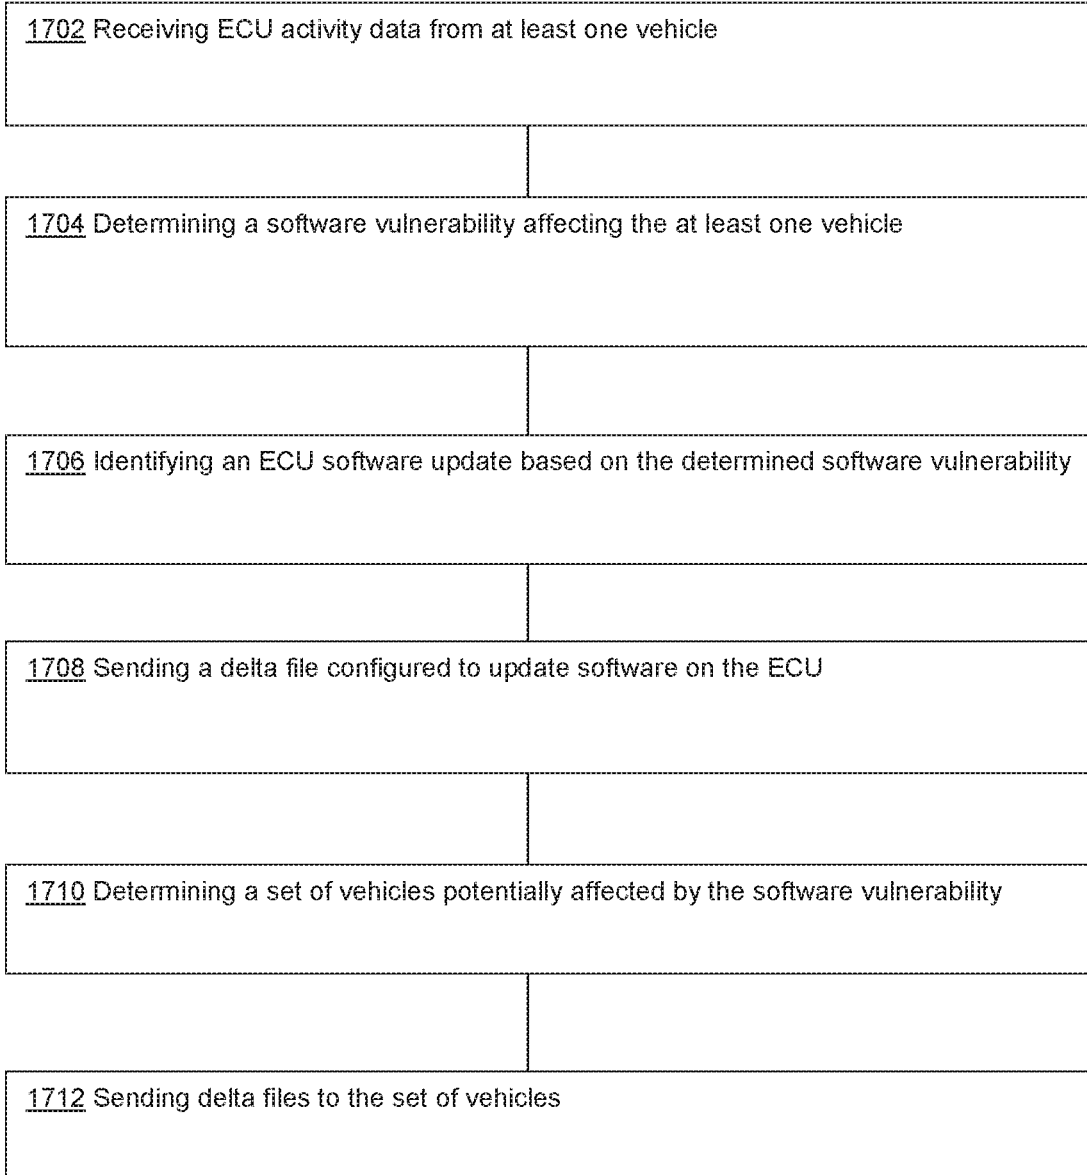 1702 Receiving ECU activity data from at least one vehicle
1704 Determining a software vulnerability affecting the at least one vehicle
1706 Identifying an ECU software update based on the determined software vulnerability
1708 Sending a delta file configured to update software on the ECU
1710 Determining a set of vehicles potentially affected by the software vulnerability
1712 Sending delta files to the set of vehicles